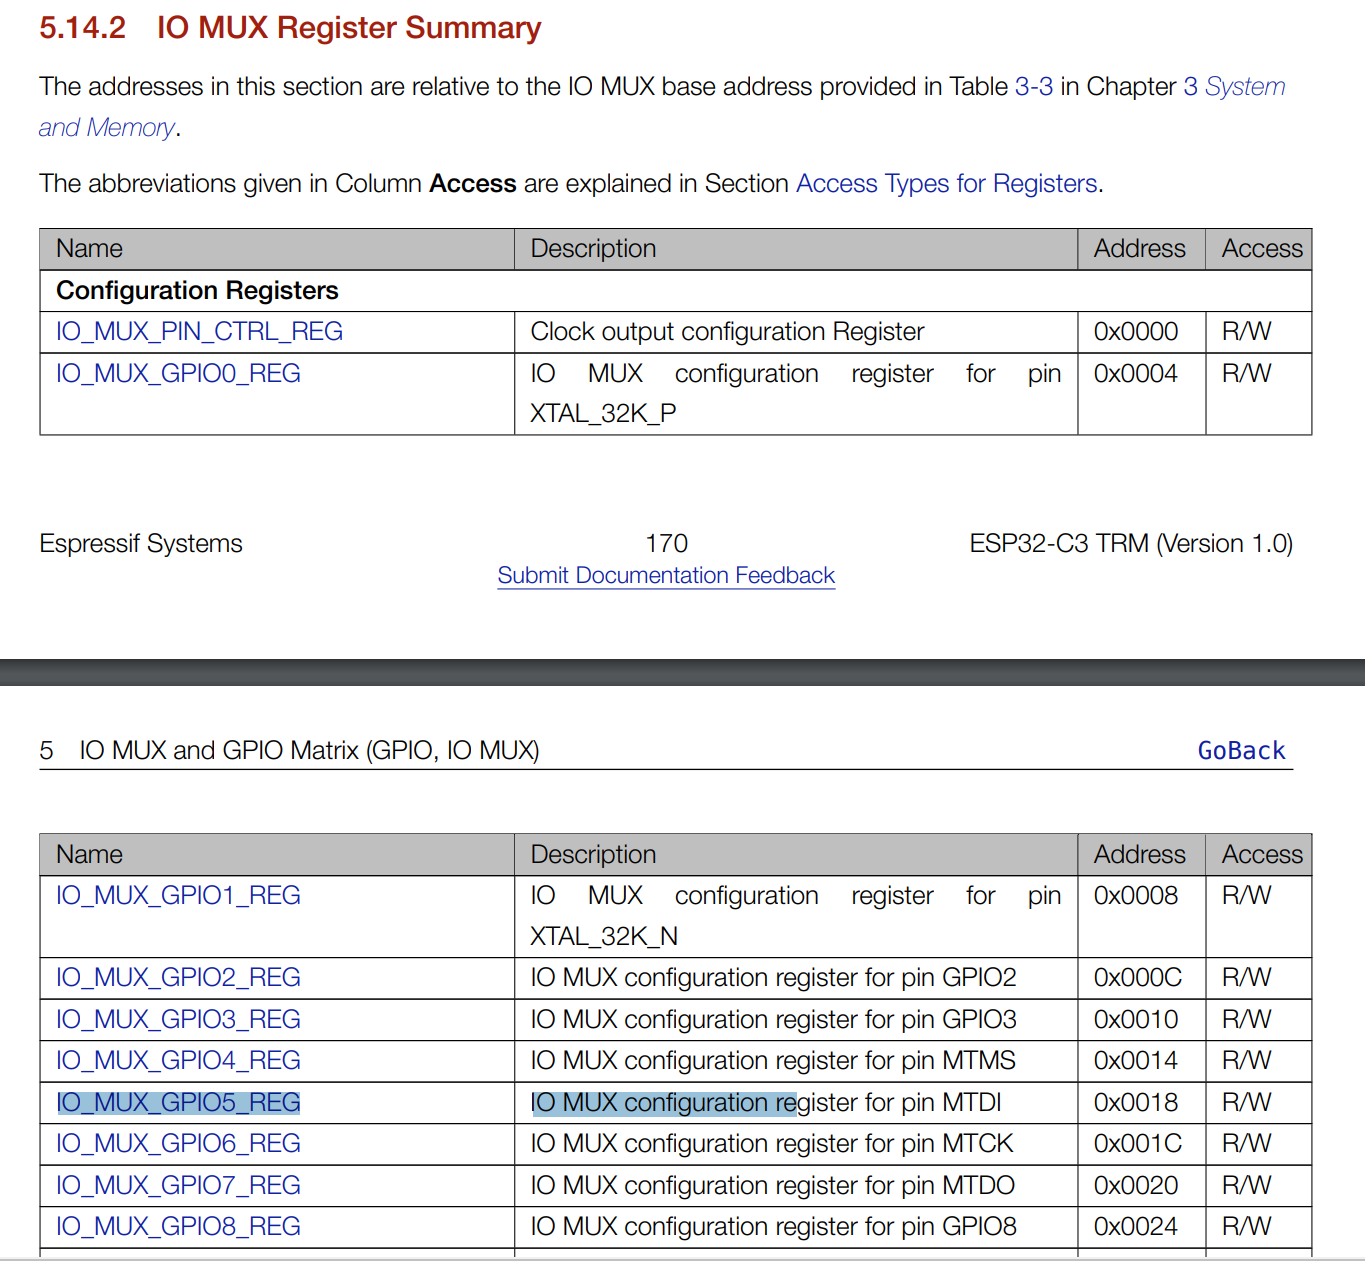 5.14.2 IO MUX Register Summary
The addresses in this section are relative to the IO MUX base address provided in Table 3-3 in Chapter 3 System
and Memory.
The abbreviations given in Column Access are explained in Section Access Types for Registers.
Name Description Address Access
Configuration Registers
IO_MUX_PIN_CTRL_REG Clock output configuration Register 0x0000 R/W
IO_MUX_GPIO0_REG IO MUX configuration register for pin 0x0004 R/W
XTAL_32K_P
Espressif Systems 170 ESP32-C3 TRM (Version 1.0)
Submit Documentation Feedback
5 IO MUX and GPIO Matrix (GPIO, IO MUX) GoBack
Name Description Address Access
IO_MUX_GPIO1_REG IO MUX configuration register for pin 0x0008 R/W
XTAL_32K_N
IO_MUX_GPIO2_REG IO MUX configuration register for pin GPIO2 0x000C R/W
IO_MUX_GPIO3_REG IO MUX configuration register for pin GPIO3 0x0010 R/W
IO_MUX_GPIO4_REG IO MUX configuration register for pin MTMS 0x0014 R/W
IO_MUX_GPIO5_REG IO MUX configuration register for pin MTDI 0x0018 R/W
IO_MUX_GPIO6_REG IO MUX configuration register for pin MTCK 0x001C R/W
IO_MUX_GPIO7_REG IO MUX configuration register for pin MTDO 0x0020 R/W
IO_MUX_GPIO8_REG IO MUX configuration register for pin GPIO8 0x0024 R/W